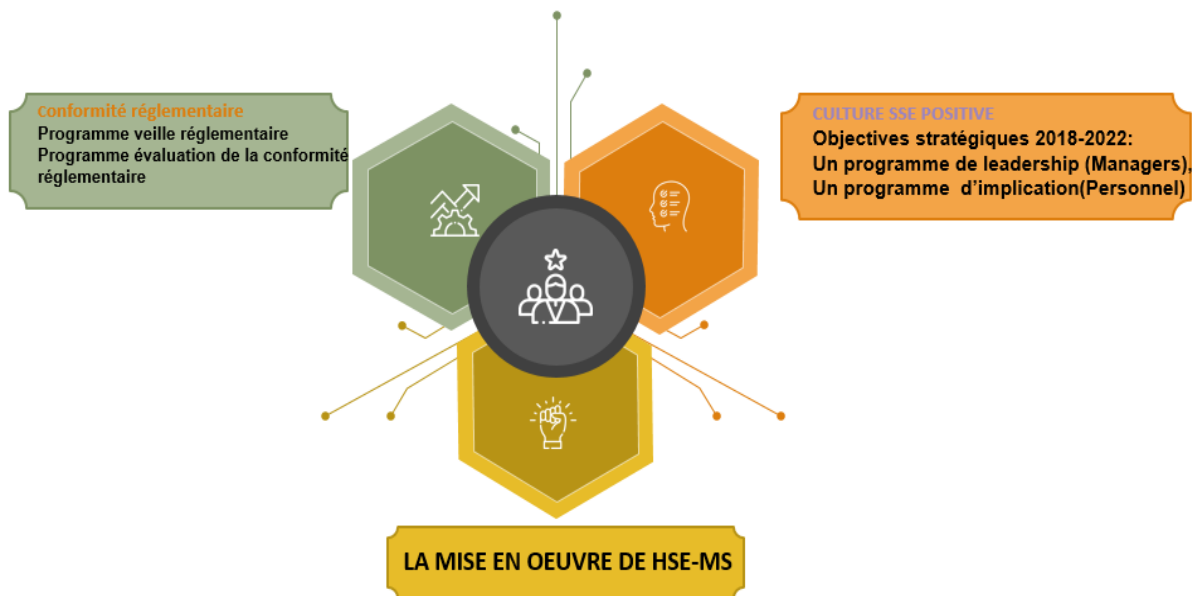 Conformité réglementaire
Programme veille réglementaire
Programme évaluation de la conformité
réglementaire
CULTURE SSE POSITIVE
Objectives stratégiques 2018-2022:
Un programme de leadership (Managers),
Un programme d’implication(Personnel)
LA MISE EN OEUVRE DE HSE-MS